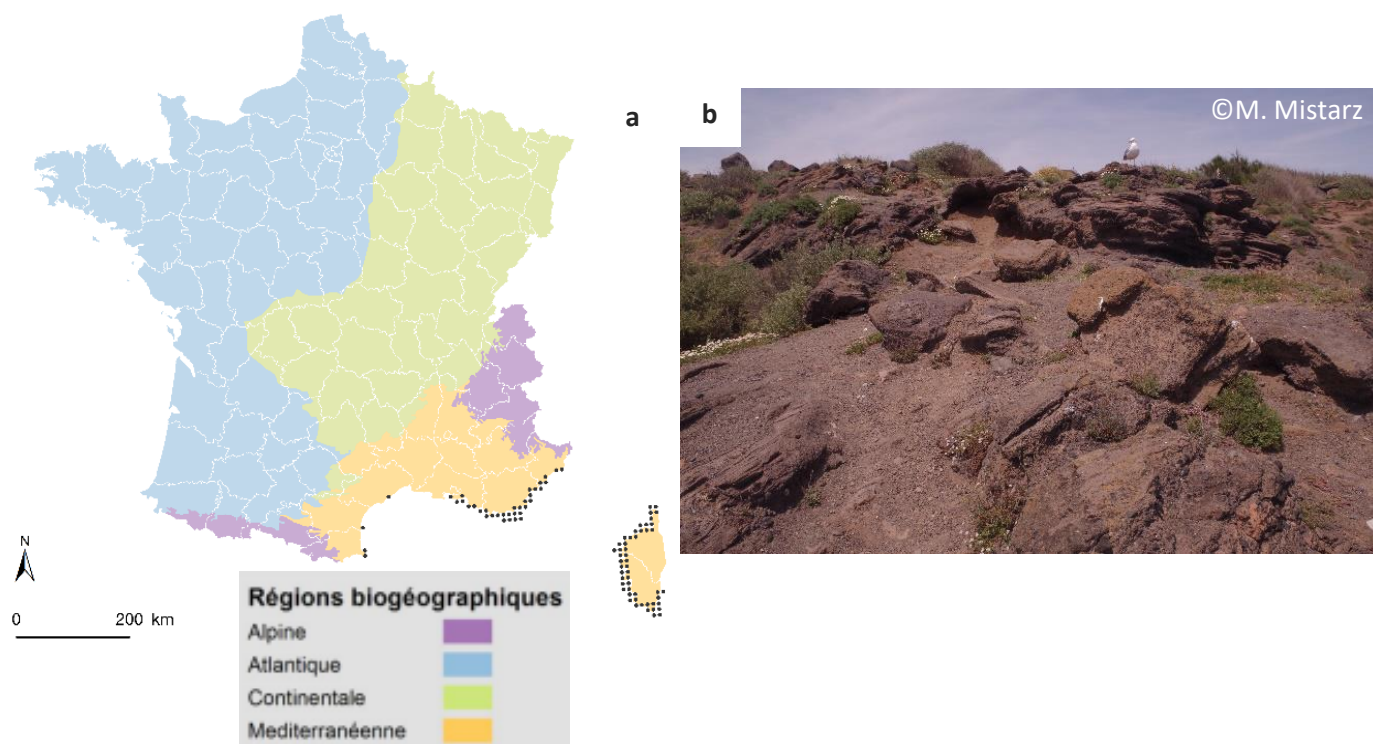 a
b
©M. Mistarz
N
0 200 km
Régions biogéographiques
Alpine
Atlantique
Continentale
Mediterranéenne